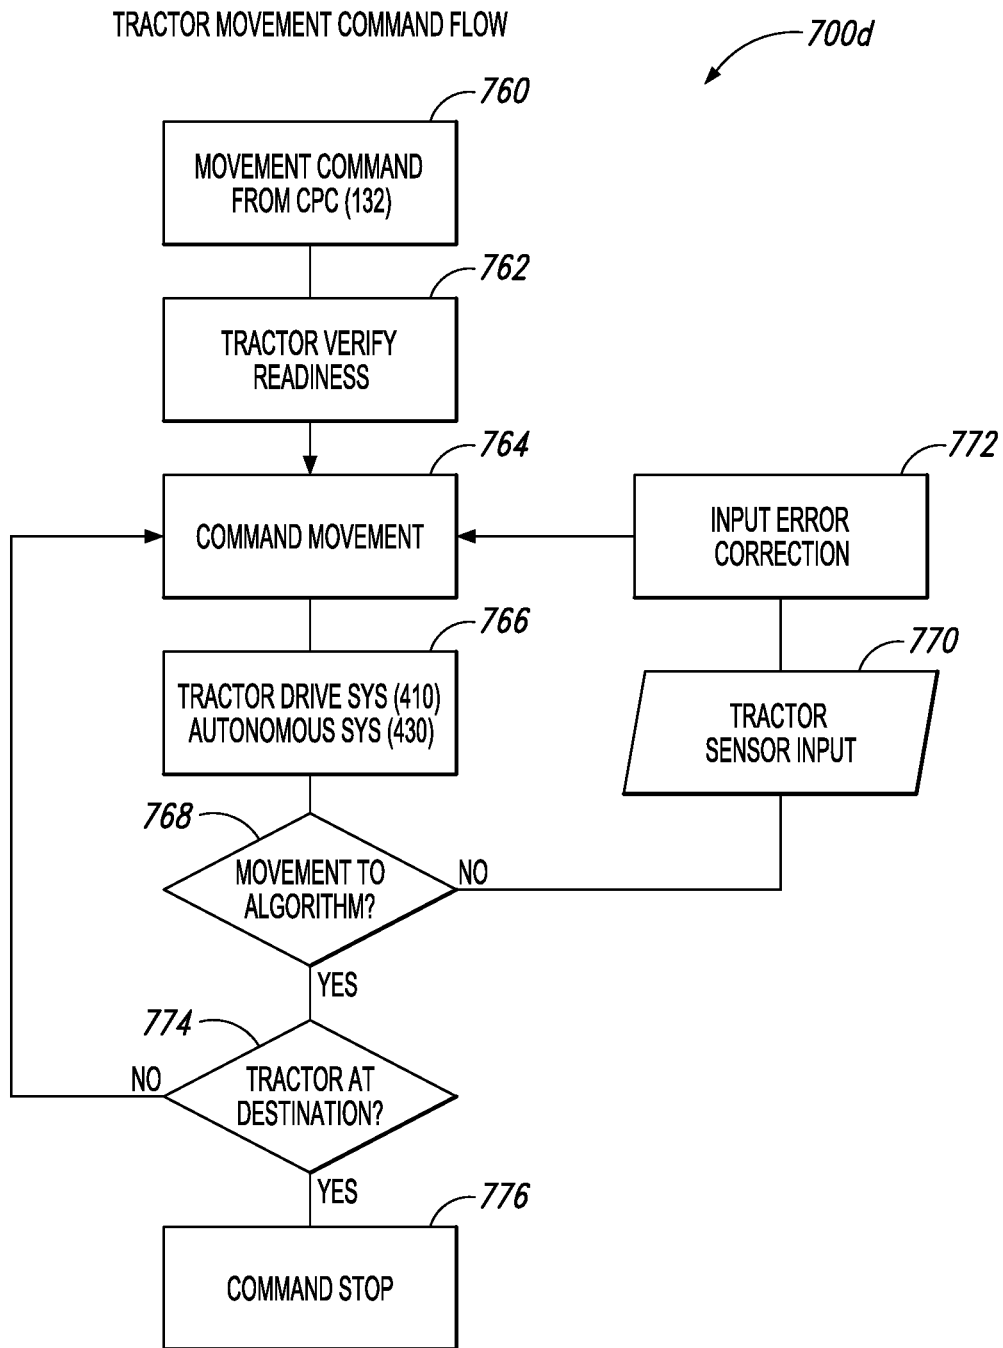 TRACTOR MOVEMENT COMMAND FLOW
700d
760
MOVEMENT COMMAND
FROM CPC (132)
762
TRACTOR VERIFY
READINESS
764
COMMAND MOVEMENT
772
INPUT ERROR
CORRECTION
766
TRACTOR DRIVE SYS (410)
AUTONOMOUS SYS (430)
770
TRACTOR
SENSOR INPUT
768
MOVEMENT TO
ALGORITHM?
NO
YES
774
TRACTOR AT
DESTINATION?
NO
YES
776
COMMAND STOP